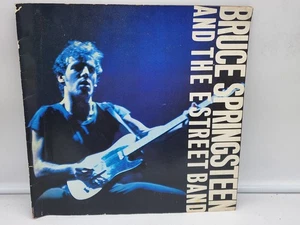 BRUCE SPRINGSTEEN
AND THE E STREET BAND